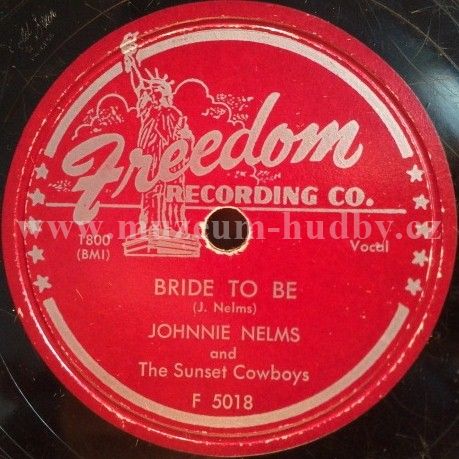 Freedom
RECORDING CO.
www.muzeum-hudby.cz
1800
(BMI)
Vocal
BRIDE TO BE
(J. Nelms)
JOHNNIE NELMS
and
The Sunset Cowboys
F 5018